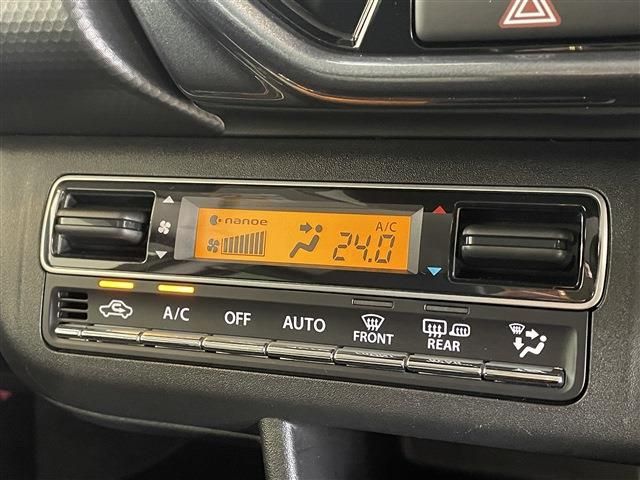 nanoe
A/C
24.0
A/C
OFF
AUTO
FRONT
REAR